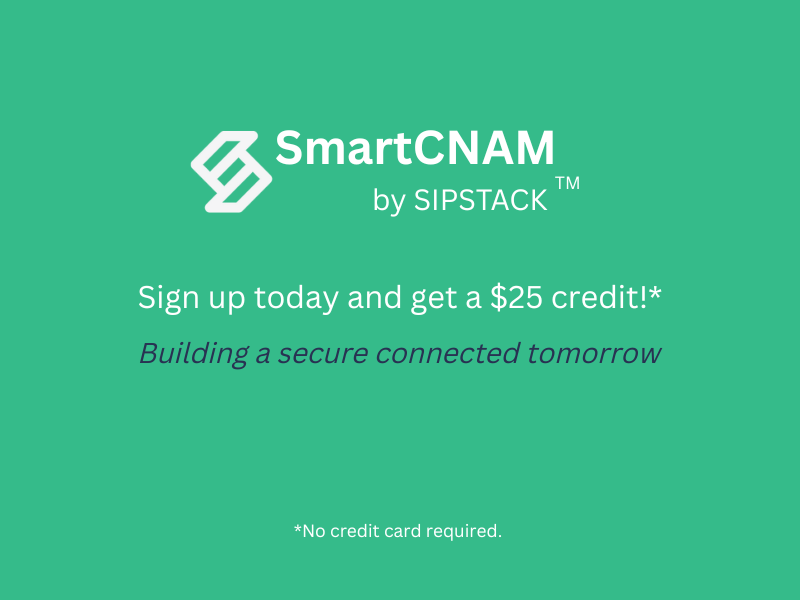 SmartCNAM
by SIPSTACK TM
Sign up today and get a $25 credit!*
Building a secure connected tomorrow
*No credit card required.